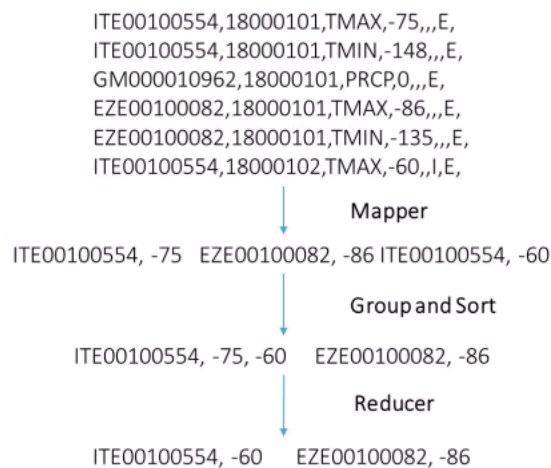 ITE00100554,18000101,TMAX,-75,,,E,
ITE00100554,18000101,TMIN,-148,,,E,
GM000010962,18000101,PRCP,0,,,E,
EZE00100082,18000101,TMAX,-86,,,E,
EZE00100082,18000101,TMIN,-135,,,E,
ITE00100554,18000102,TMAX,-60,,I,E,
Mapper
ITE00100554, -75 EZE00100082, -86 ITE00100554, -60
Group and Sort
ITE00100554, -75, -60 EZE00100082, -86
Reducer
ITE00100554, -60 EZE00100082, -86